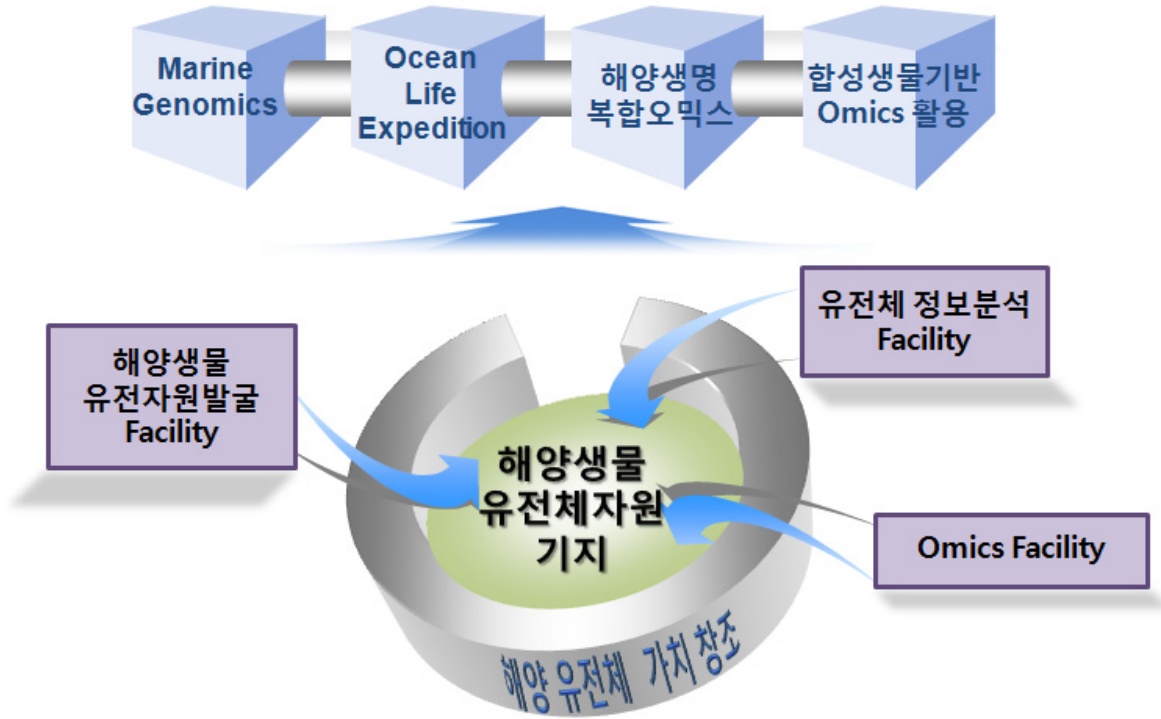 Marine
Genomics
Ocean
Life
Expedition
해양생명
복합오믹스
합성생물기반
Omics 활용
유전체 정보분석
Facility
해양생물
유전자원발굴
Facility
해양생물
유전체자원
기지
Omics Facility
해양 유전체 가치 창조